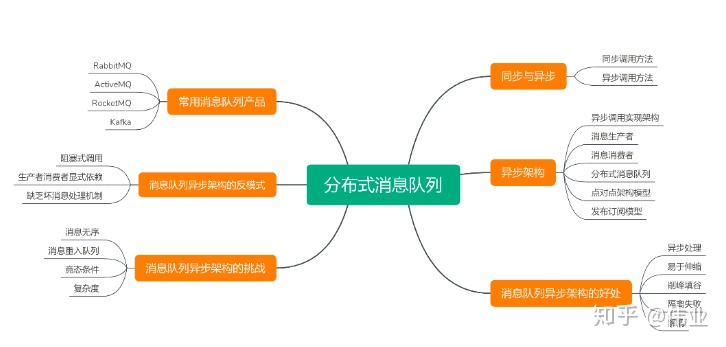 分布式消息队列
同步与异步
同步调用方法
异步调用方法
异步架构
异步调用实现架构
消息生产者
消息消费者
分布式消息队列
点对点架构模型
发布订阅模型
消息队列异步架构的好处
异步处理
易于伸缩
削峰填谷
隔离失败
解耦
常用消息队列产品
RabbitMQ
ActiveMQ
RocketMQ
Kafka
消息队列异步架构的反模式
阻塞式调用
生产者消费者显式依赖
缺乏坏消息处理机制
消息队列异步架构的挑战
消息无序
消息重入队列
竞态条件
复杂度
知乎 @伟业